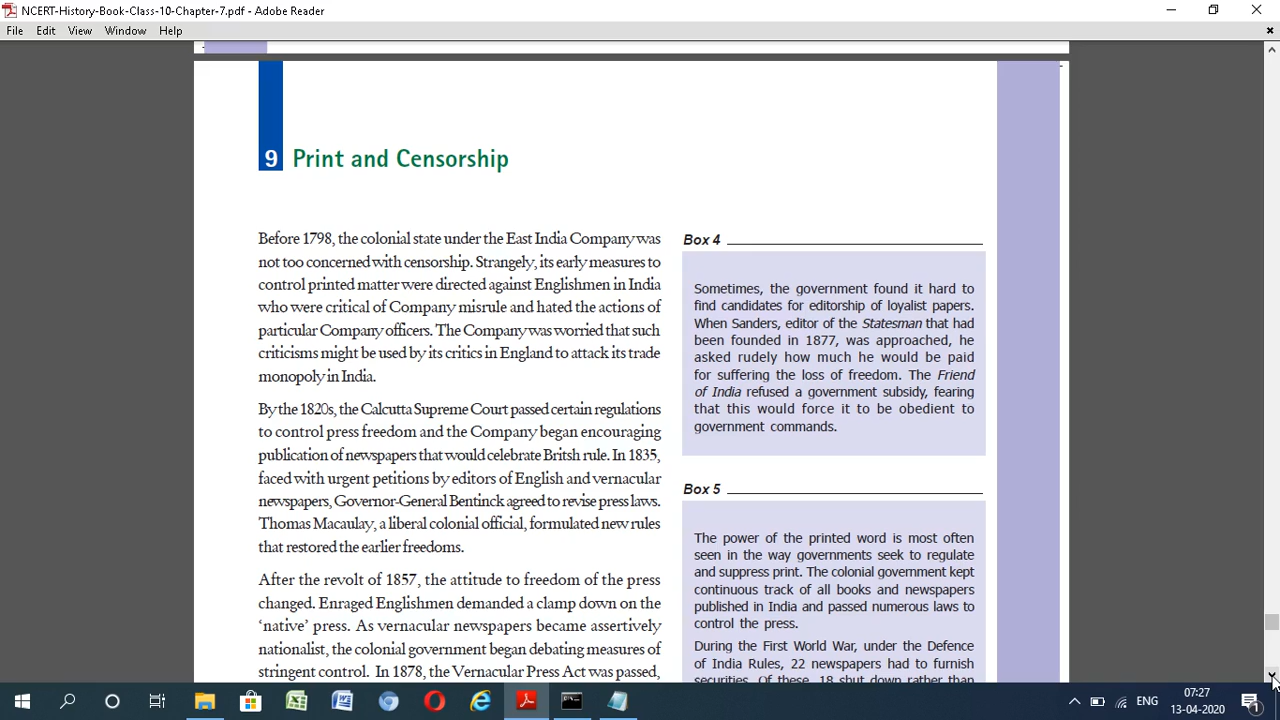 NCERT-History-Book-Class-10-Chapter-7.pdf - Adobe Reader
File Edit View Window Help
9 Print and Censorship
Before 1798, the colonial state under the East India Company was
not too concerned with censorship. Strangely, its early measures to
control printed matter were directed against Englishmen in India
who were critical of Company misrule and hated the actions of
particular Company officers. The Company was worried that such
criticisms might be used by its critics in England to attack its trade
monopoly in India.
By the 1820s, the Calcutta Supreme Court passed certain regulations
to control press freedom and the Company began encouraging
publication of newspapers that would celebrate Britsh rule. In 1835,
faced with urgent petitions by editors of English and vernacular
newspapers, Governor-General Bentinck agreed to revise press laws.
Thomas Macaulay, a liberal colonial official, formulated new rules
that restored the earlier freedoms.
After the revolt of 1857, the attitude to freedom of the press
changed. Enraged Englishmen demanded a clamp down on the
‘native’ press. As vernacular newspapers became assertively
nationalist, the colonial government began debating measures of
stringent control. In 1878, the Vernacular Press Act was passed,
Box 4
Sometimes, the government found it hard to
find candidates for editorship of loyalist papers.
When Sanders, editor of the Statesman that had
been founded in 1877, was approached, he
asked rudely how much he would be paid
for suffering the loss of freedom. The Friend
of India refused a government subsidy, fearing
that this would force it to be obedient to
government commands.
Box 5
The power of the printed word is most often
seen in the way governments seek to regulate
and suppress print. The colonial government kept
continuous track of all books and newspapers
published in India and passed numerous laws to
control the press.
During the First World War, under the Defence
of India Rules, 22 newspapers had to furnish
securities. Of these, 18 shut down rather than
ENG
07:27
13-04-2020
1